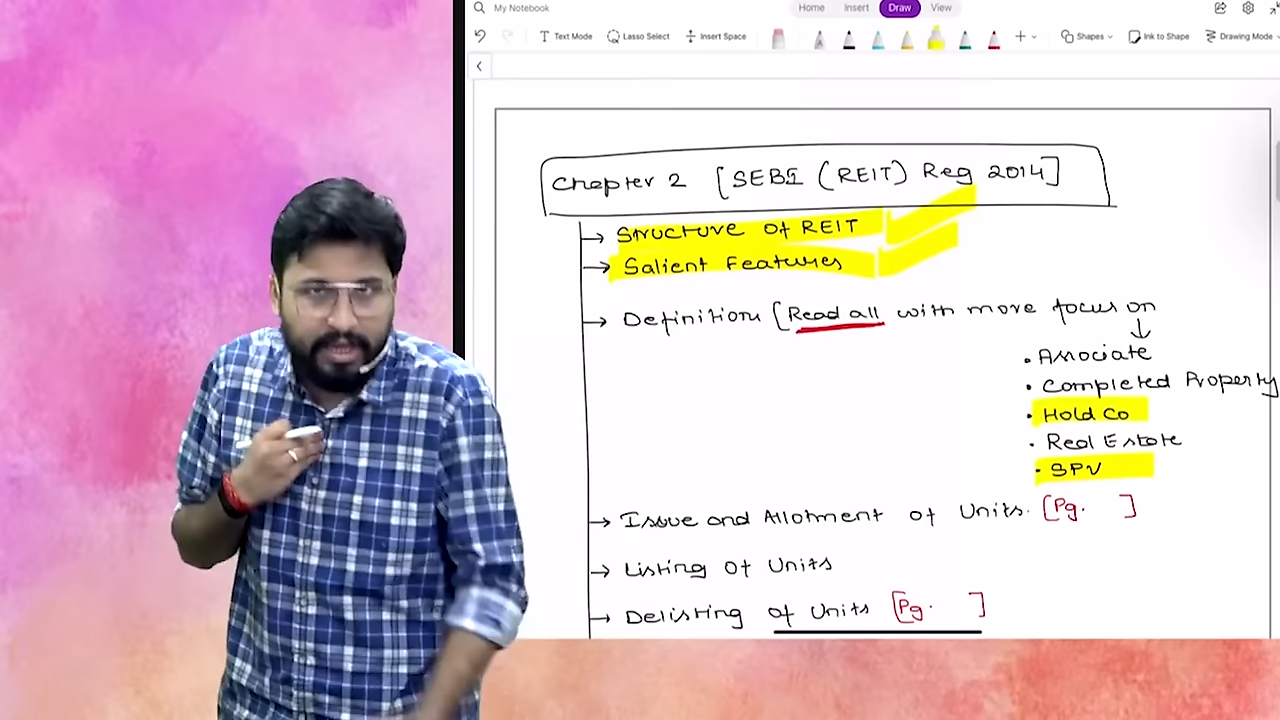 My Notebook
Home Insert Draw View
Text Mode Lasso Select Insert Space Shapes Ink to Shape Drawing Mode
Chapter 2 [SEBI (REIT) Reg 2014]
→ Structure of REIT
→ Salient Features
→ Definition [Read all with more focus on
↓
• Associate
• Completed Property
• Hold Co
• Real Estate
• SPV
→ Issue and Allotment of Units. [Pg. ]
→ Listing of Units
→ Delisting of Units [Pg. ]